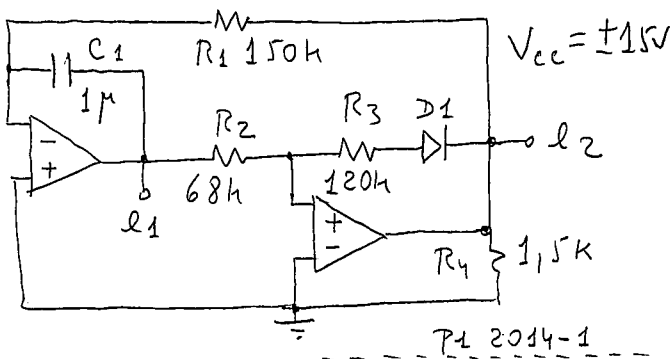 C1
R1 150k
Vcc = ±15V
1µ
R2
R3
D1
e2
68k
120k
e1
R4
1,5K
P1 2014-1